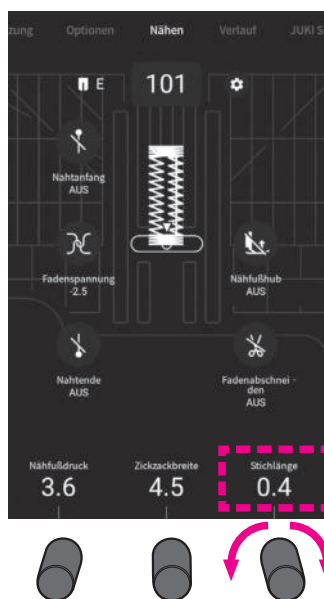 zung Optionen Nähen Verlauf JUKI S
E 101
Nahtanfang
AUS
Fadenspannung
-2.5
Nähfußhub
AUS
Nahtende
AUS
Fadenabschnei -
den
AUS
Nähfußdruck Zickzackbreite Stichlänge
3.6 4.5 0.4